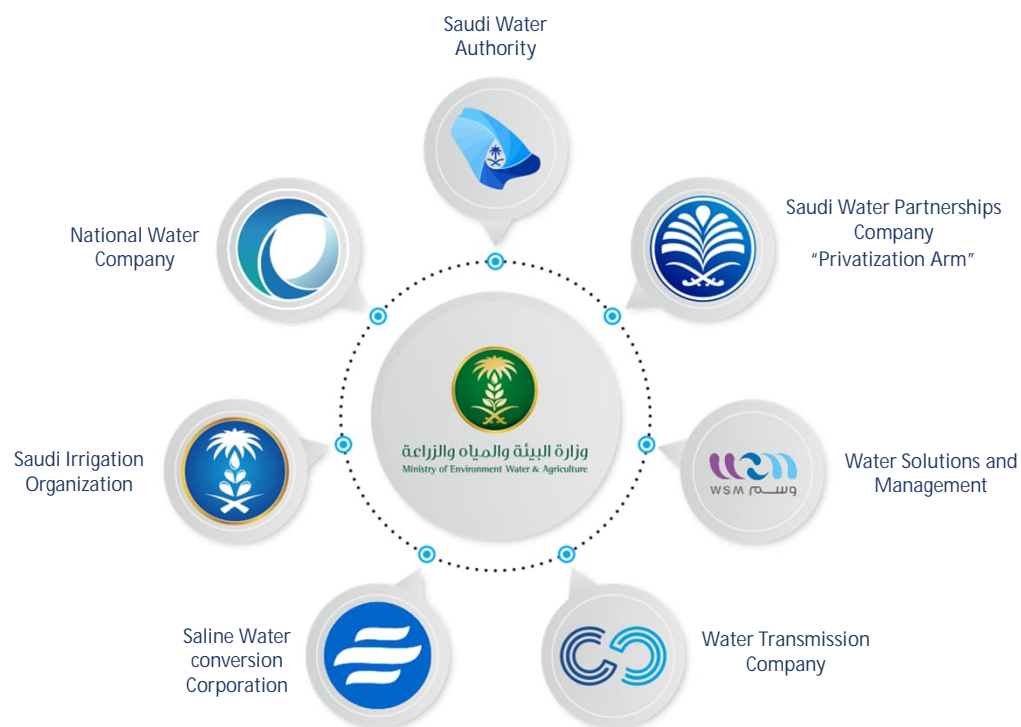 Saudi Water
Authority
National Water
Company
Saudi Water Partnerships
Company
“Privatization Arm”
وزارة البيئة والمياه والزراعة
Ministry of Environment Water & Agriculture
Saudi Irrigation
Organization
WSM وسم
Water Solutions and
Management
Saline Water
conversion
Corporation
Water Transmission
Company